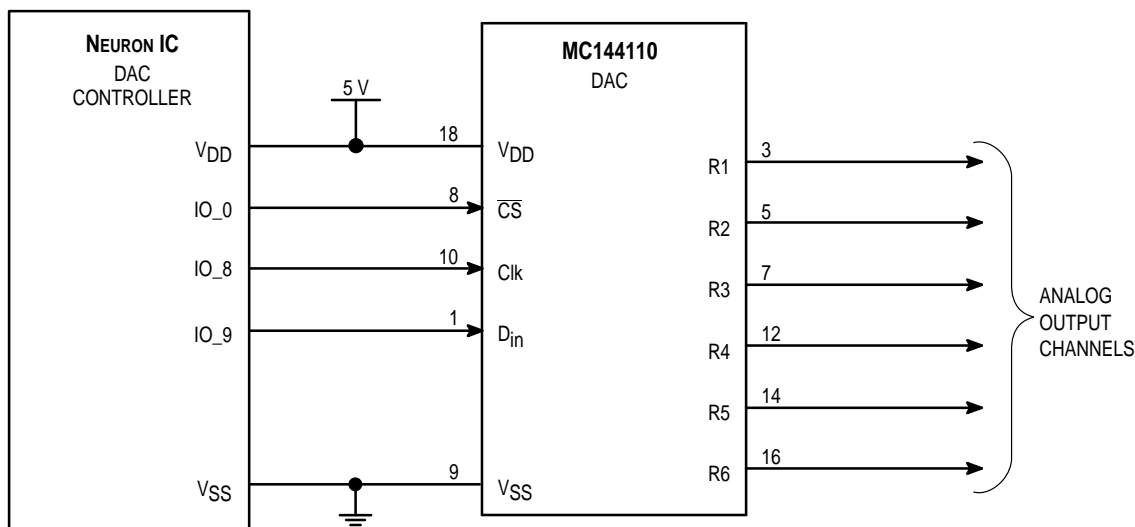 NEURON IC
DAC
CONTROLLER
VDD
IO_0
IO_8
IO_9
VSS
5 V
18
8
10
1
9
MC144110
DAC
VDD
CS
Clk
Din
VSS
R1
R2
R3
R4
R5
R6
3
5
7
12
14
16
ANALOG
OUTPUT
CHANNELS